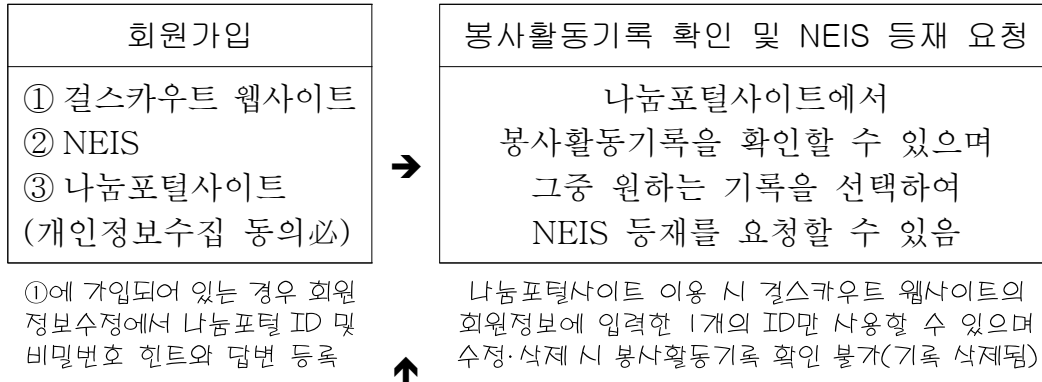 회원가입
① 걸스카우트 웹사이트
② NEIS
③ 나눔포털사이트
(개인정보수집 동의必)
①에 가입되어 있는 경우 회원
정보수정에서 나눔포털 ID 및
비밀번호 힌트와 답변 등록
➔
봉사활동기록 확인 및 NEIS 등재 요청
나눔포털사이트에서
봉사활동기록을 확인할 수 있으며
그중 원하는 기록을 선택하여
NEIS 등재를 요청할 수 있음
나눔포털사이트 이용 시 걸스카우트 웹사이트의
회원정보에 입력한 1개의 ID만 사용할 수 있으며
수정·삭제 시 봉사활동기록 확인 불가(기록 삭제됨)